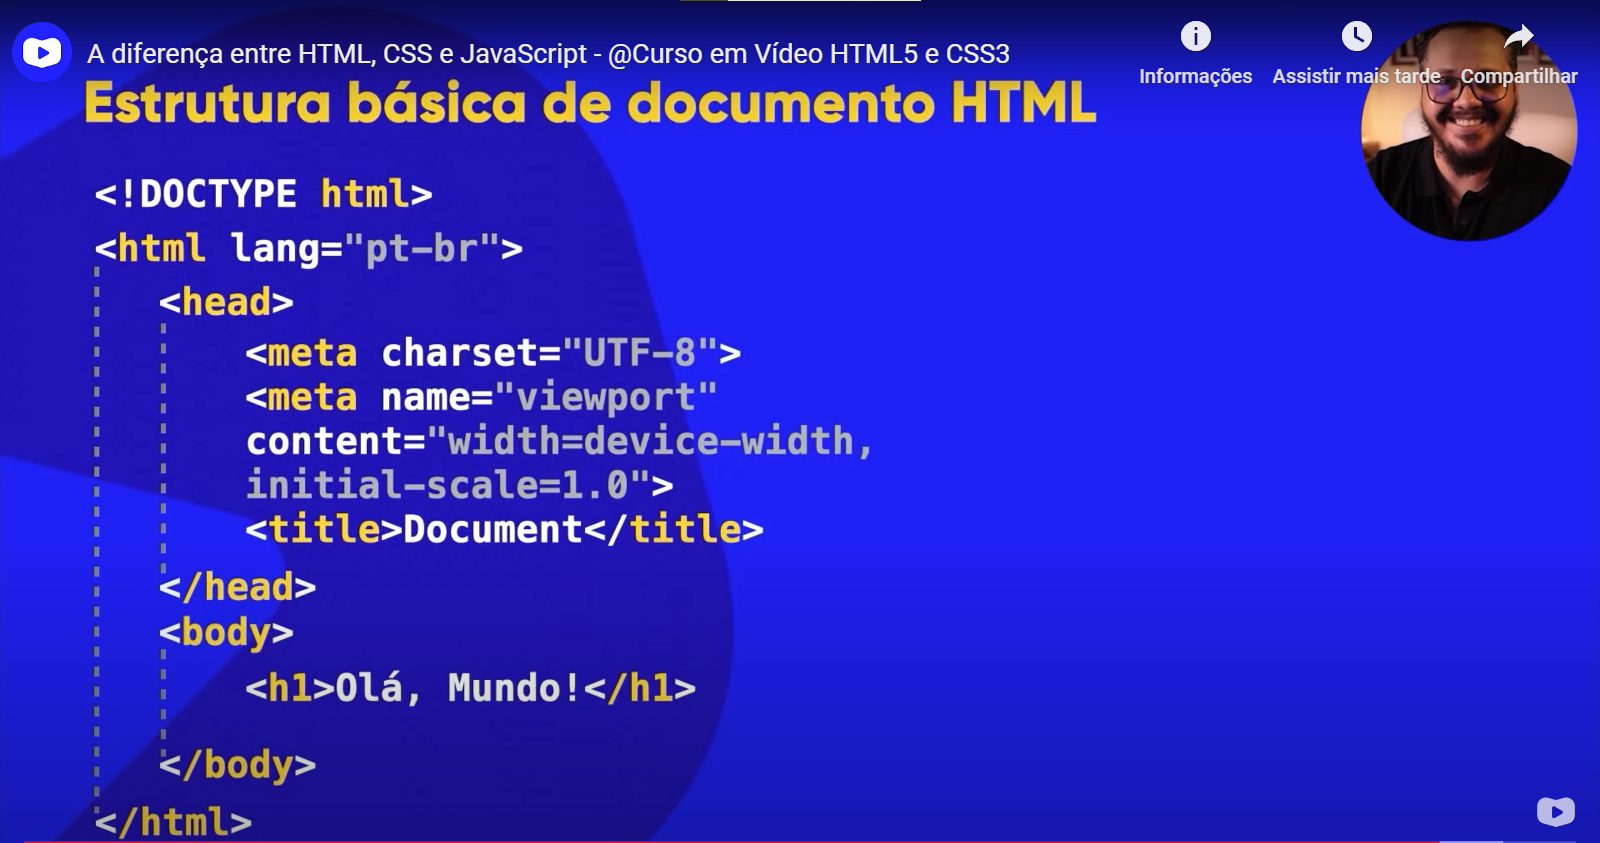 A diferença entre HTML, CSS e JavaScript - @Curso em Vídeo HTML5 e CSS3
Informações
Assistir mais tarde
Compartilhar
Estrutura básica de documento HTML
<!DOCTYPE html>
<html lang="pt-br">
<head>
<meta charset="UTF-8">
<meta name="viewport"
content="width=device-width,
initial-scale=1.0">
<title>Document</title>
</head>
<body>
<h1>Olá, Mundo!</h1>
</body>
</html>